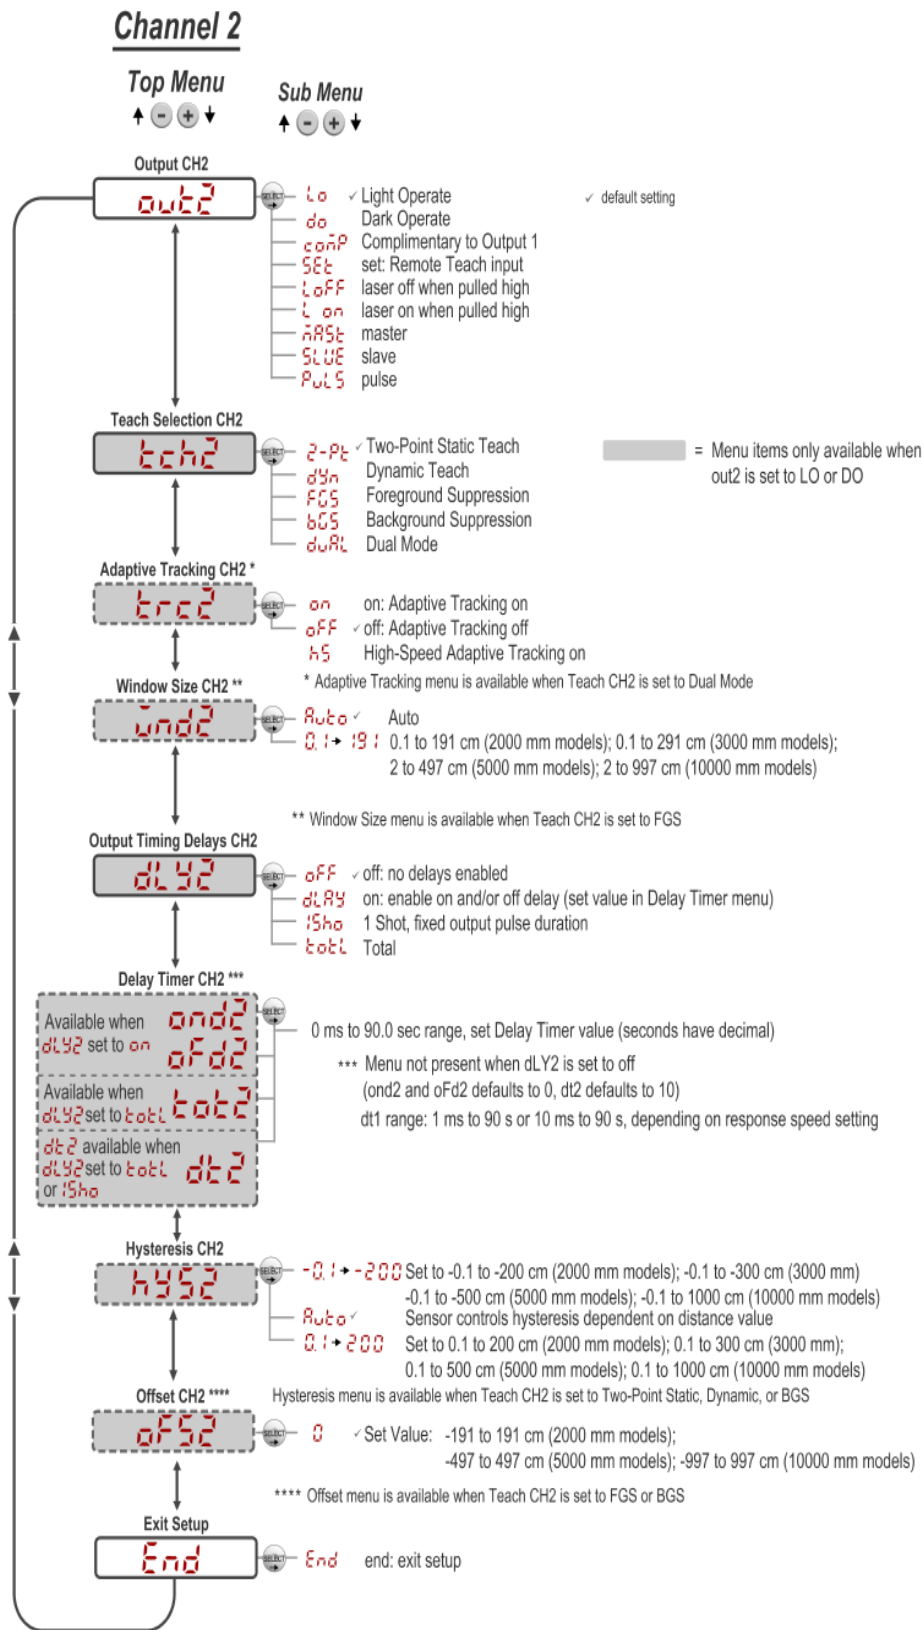 Channel 2
Top Menu
- +
Sub Menu
- +
Output CH2
out2
SELECT
Lo ✓ Light Operate
✓ default setting
do Dark Operate
comP Complimentary to Output 1
SEt set: Remote Teach input
LoFF laser off when pulled high
L on laser on when pulled high
mASt master
SLUE slave
PuLS pulse
Teach Selection CH2
tch2
SELECT
2-Pt ✓ Two-Point Static Teach
dYn Dynamic Teach
FGS Foreground Suppression
bGS Background Suppression
duAL Dual Mode
= Menu items only available when
out2 is set to LO or DO
Adaptive Tracking CH2 *
trc2
SELECT
on on: Adaptive Tracking on
oFF ✓ off: Adaptive Tracking off
hS High-Speed Adaptive Tracking on
* Adaptive Tracking menu is available when Teach CH2 is set to Dual Mode
Window Size CH2 **
wnd2
SELECT
Auto ✓ Auto
0.1 → 191 0.1 to 191 cm (2000 mm models); 0.1 to 291 cm (3000 mm models);
2 to 497 cm (5000 mm models); 2 to 997 cm (10000 mm models)
** Window Size menu is available when Teach CH2 is set to FGS
Output Timing Delays CH2
dLY2
SELECT
oFF ✓ off: no delays enabled
dLAY on: enable on and/or off delay (set value in Delay Timer menu)
1Sho 1 Shot, fixed output pulse duration
totL Total
Delay Timer CH2 ***
SELECT
Available when
dLY2 set to on
ond2
oFd2
Available when
dLY2 set to totL
tot2
dt2 available when
dLY2 set to totL
or 1Sho
dt2
0 ms to 90.0 sec range, set Delay Timer value (seconds have decimal)
*** Menu not present when dLY2 is set to off
(ond2 and oFd2 defaults to 0, dt2 defaults to 10)
dt1 range: 1 ms to 90 s or 10 ms to 90 s, depending on response speed setting
Hysteresis CH2
hYS2
SELECT
-0.1 → -200 Set to -0.1 to -200 cm (2000 mm models); -0.1 to -300 cm (3000 mm)
-0.1 to -500 cm (5000 mm models); -0.1 to 1000 cm (10000 mm models)
Auto ✓ Sensor controls hysteresis dependent on distance value
0.1 → 200 Set to 0.1 to 200 cm (2000 mm models); 0.1 to 300 cm (3000 mm);
0.1 to 500 cm (5000 mm models); 0.1 to 1000 cm (10000 mm models)
Hysteresis menu is available when Teach CH2 is set to Two-Point Static, Dynamic, or BGS
Offset CH2 ****
oFS2
SELECT
0 ✓ Set Value: -191 to 191 cm (2000 mm models);
-497 to 497 cm (5000 mm models); -997 to 997 cm (10000 mm models)
**** Offset menu is available when Teach CH2 is set to FGS or BGS
Exit Setup
End
SELECT
End end: exit setup